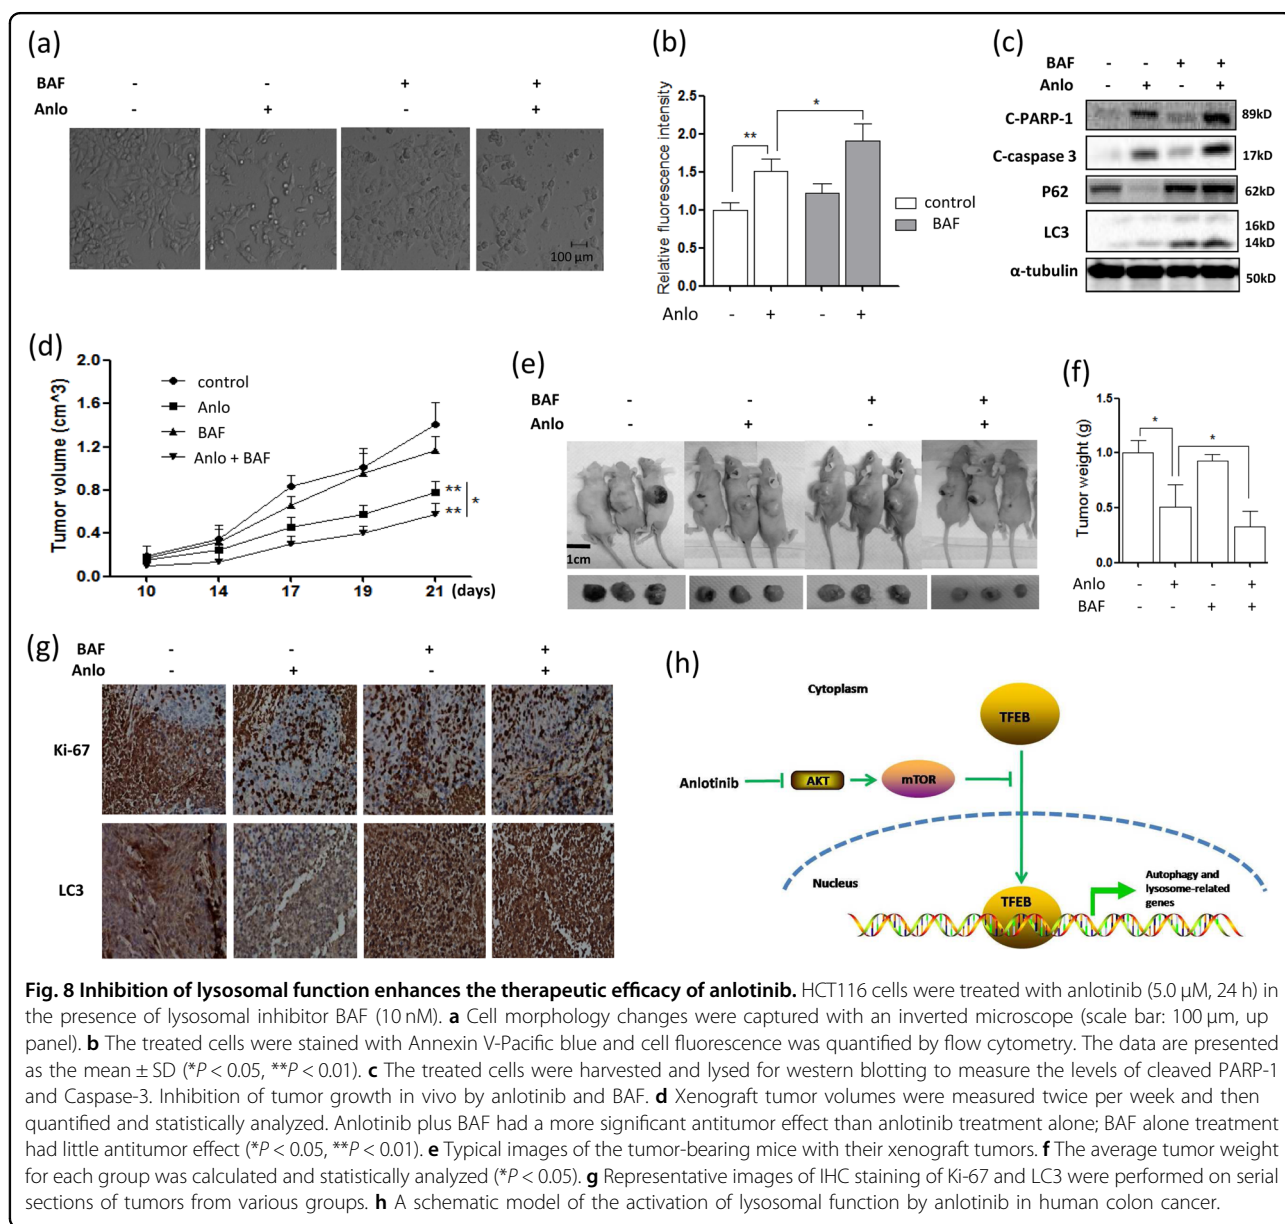 (a)
BAF - - + +
Anlo - + - +
100 μm
(b)
Relative fluorescence intensity
2.5
2.0
1.5
1.0
0.5
0.0
** *
control
BAF
Anlo - + - +
(c)
BAF - - + +
Anlo - + - +
C-PARP-1 89kD
C-caspase 3 17kD
P62 62kD
LC3 16kD
14kD
α-tubulin 50kD
(d)
Tumor volume (cm^3)
2.0
1.6
1.2
0.8
0.4
0.0
control
Anlo
BAF
Anlo + BAF
**
*
**
10 14 17 19 21 (days)
(e)
BAF - - + +
Anlo - + - +
1cm
(f)
Tumor weight (g)
1.5
1.0
0.5
0.0
* *
Anlo - + - +
BAF - - + +
(g)
BAF - - + +
Anlo - + - +
Ki-67
LC3
(h)
Cytoplasm
TFEB
Anlotinib AKT mTOR
Nucleus
TFEB
Autophagy and
lysosome-related
genes
Fig. 8 Inhibition of lysosomal function enhances the therapeutic efficacy of anlotinib. HCT116 cells were treated with anlotinib (5.0 μM, 24 h) in
the presence of lysosomal inhibitor BAF (10 nM). a Cell morphology changes were captured with an inverted microscope (scale bar: 100 μm, up
panel). b The treated cells were stained with Annexin V-Pacific blue and cell fluorescence was quantified by flow cytometry. The data are presented
as the mean ± SD (*P < 0.05, **P < 0.01). c The treated cells were harvested and lysed for western blotting to measure the levels of cleaved PARP-1
and Caspase-3. Inhibition of tumor growth in vivo by anlotinib and BAF. d Xenograft tumor volumes were measured twice per week and then
quantified and statistically analyzed. Anlotinib plus BAF had a more significant antitumor effect than anlotinib treatment alone; BAF alone treatment
had little antitumor effect (*P < 0.05, **P < 0.01). e Typical images of the tumor-bearing mice with their xenograft tumors. f The average tumor weight
for each group was calculated and statistically analyzed (*P < 0.05). g Representative images of IHC staining of Ki-67 and LC3 were performed on serial
sections of tumors from various groups. h A schematic model of the activation of lysosomal function by anlotinib in human colon cancer.